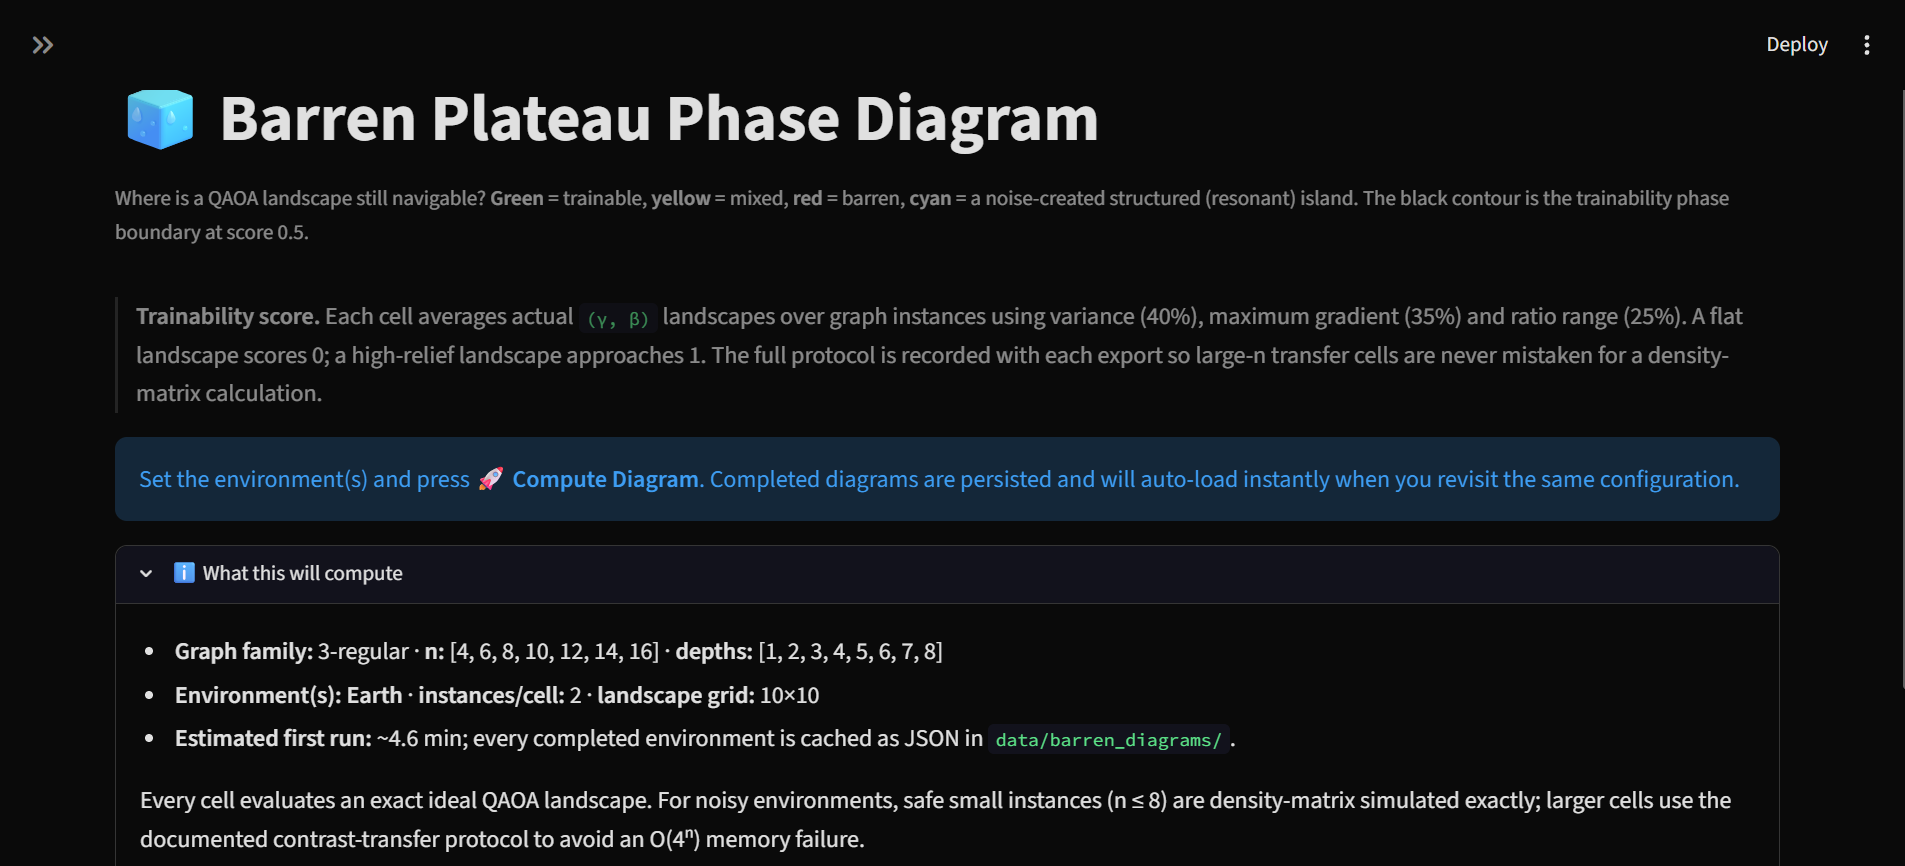 Deploy
Barren Plateau Phase Diagram
Where is a QAOA landscape still navigable? Green = trainable, yellow = mixed, red = barren, cyan = a noise-created structured (resonant) island. The black contour is the trainability phase
boundary at score 0.5.
Trainability score. Each cell averages actual (γ, β) landscapes over graph instances using variance (40%), maximum gradient (35%) and ratio range (25%). A flat
landscape scores 0; a high-relief landscape approaches 1. The full protocol is recorded with each export so large-n transfer cells are never mistaken for a density-
matrix calculation.
Set the environment(s) and press 🚀 Compute Diagram. Completed diagrams are persisted and will auto-load instantly when you revisit the same configuration.
ℹ️ What this will compute
• Graph family: 3-regular · n: [4, 6, 8, 10, 12, 14, 16] · depths: [1, 2, 3, 4, 5, 6, 7, 8]
• Environment(s): Earth · instances/cell: 2 · landscape grid: 10×10
• Estimated first run: ~4.6 min; every completed environment is cached as JSON in data/barren_diagrams/ .
Every cell evaluates an exact ideal QAOA landscape. For noisy environments, safe small instances (n ≤ 8) are density-matrix simulated exactly; larger cells use the
documented contrast-transfer protocol to avoid an O(4ⁿ) memory failure.